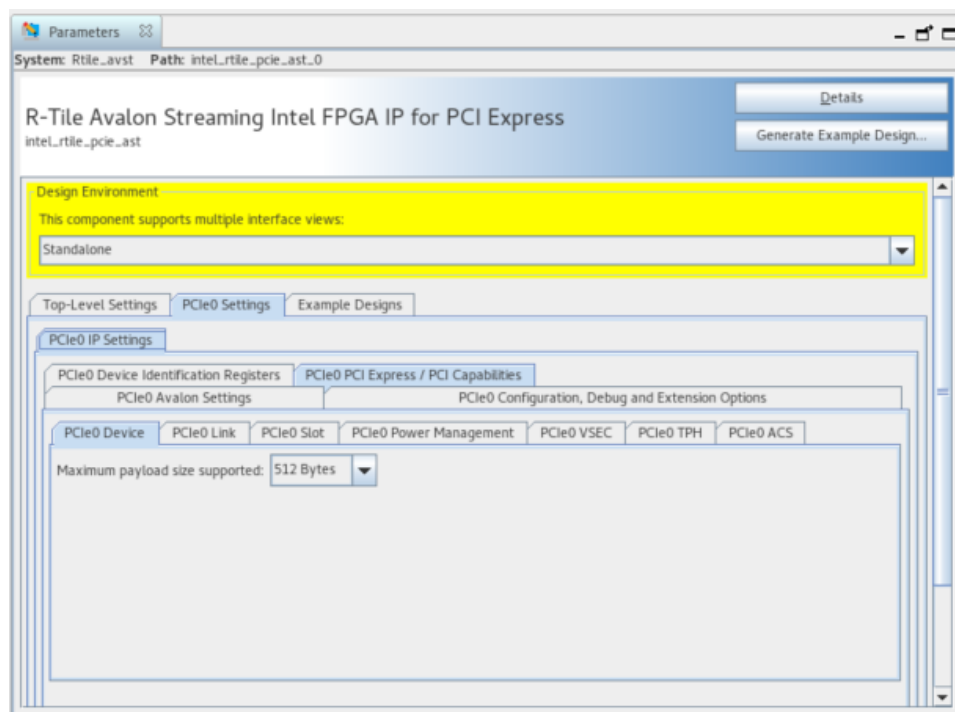 Parameters
System: Rtile_avst Path: intel_rtile_pcie_ast_0
R-Tile Avalon Streaming Intel FPGA IP for PCI Express
intel_rtile_pcie_ast
Details
Generate Example Design...
Design Environment
This component supports multiple interface views:
Standalone
Top-Level Settings PCIe0 Settings Example Designs
PCIe0 IP Settings
PCIe0 Device Identification Registers PCIe0 PCI Express / PCI Capabilities
PCIe0 Avalon Settings PCIe0 Configuration, Debug and Extension Options
PCIe0 Device PCIe0 Link PCIe0 Slot PCIe0 Power Management PCIe0 VSEC PCIe0 TPH PCIe0 ACS
Maximum payload size supported: 512 Bytes